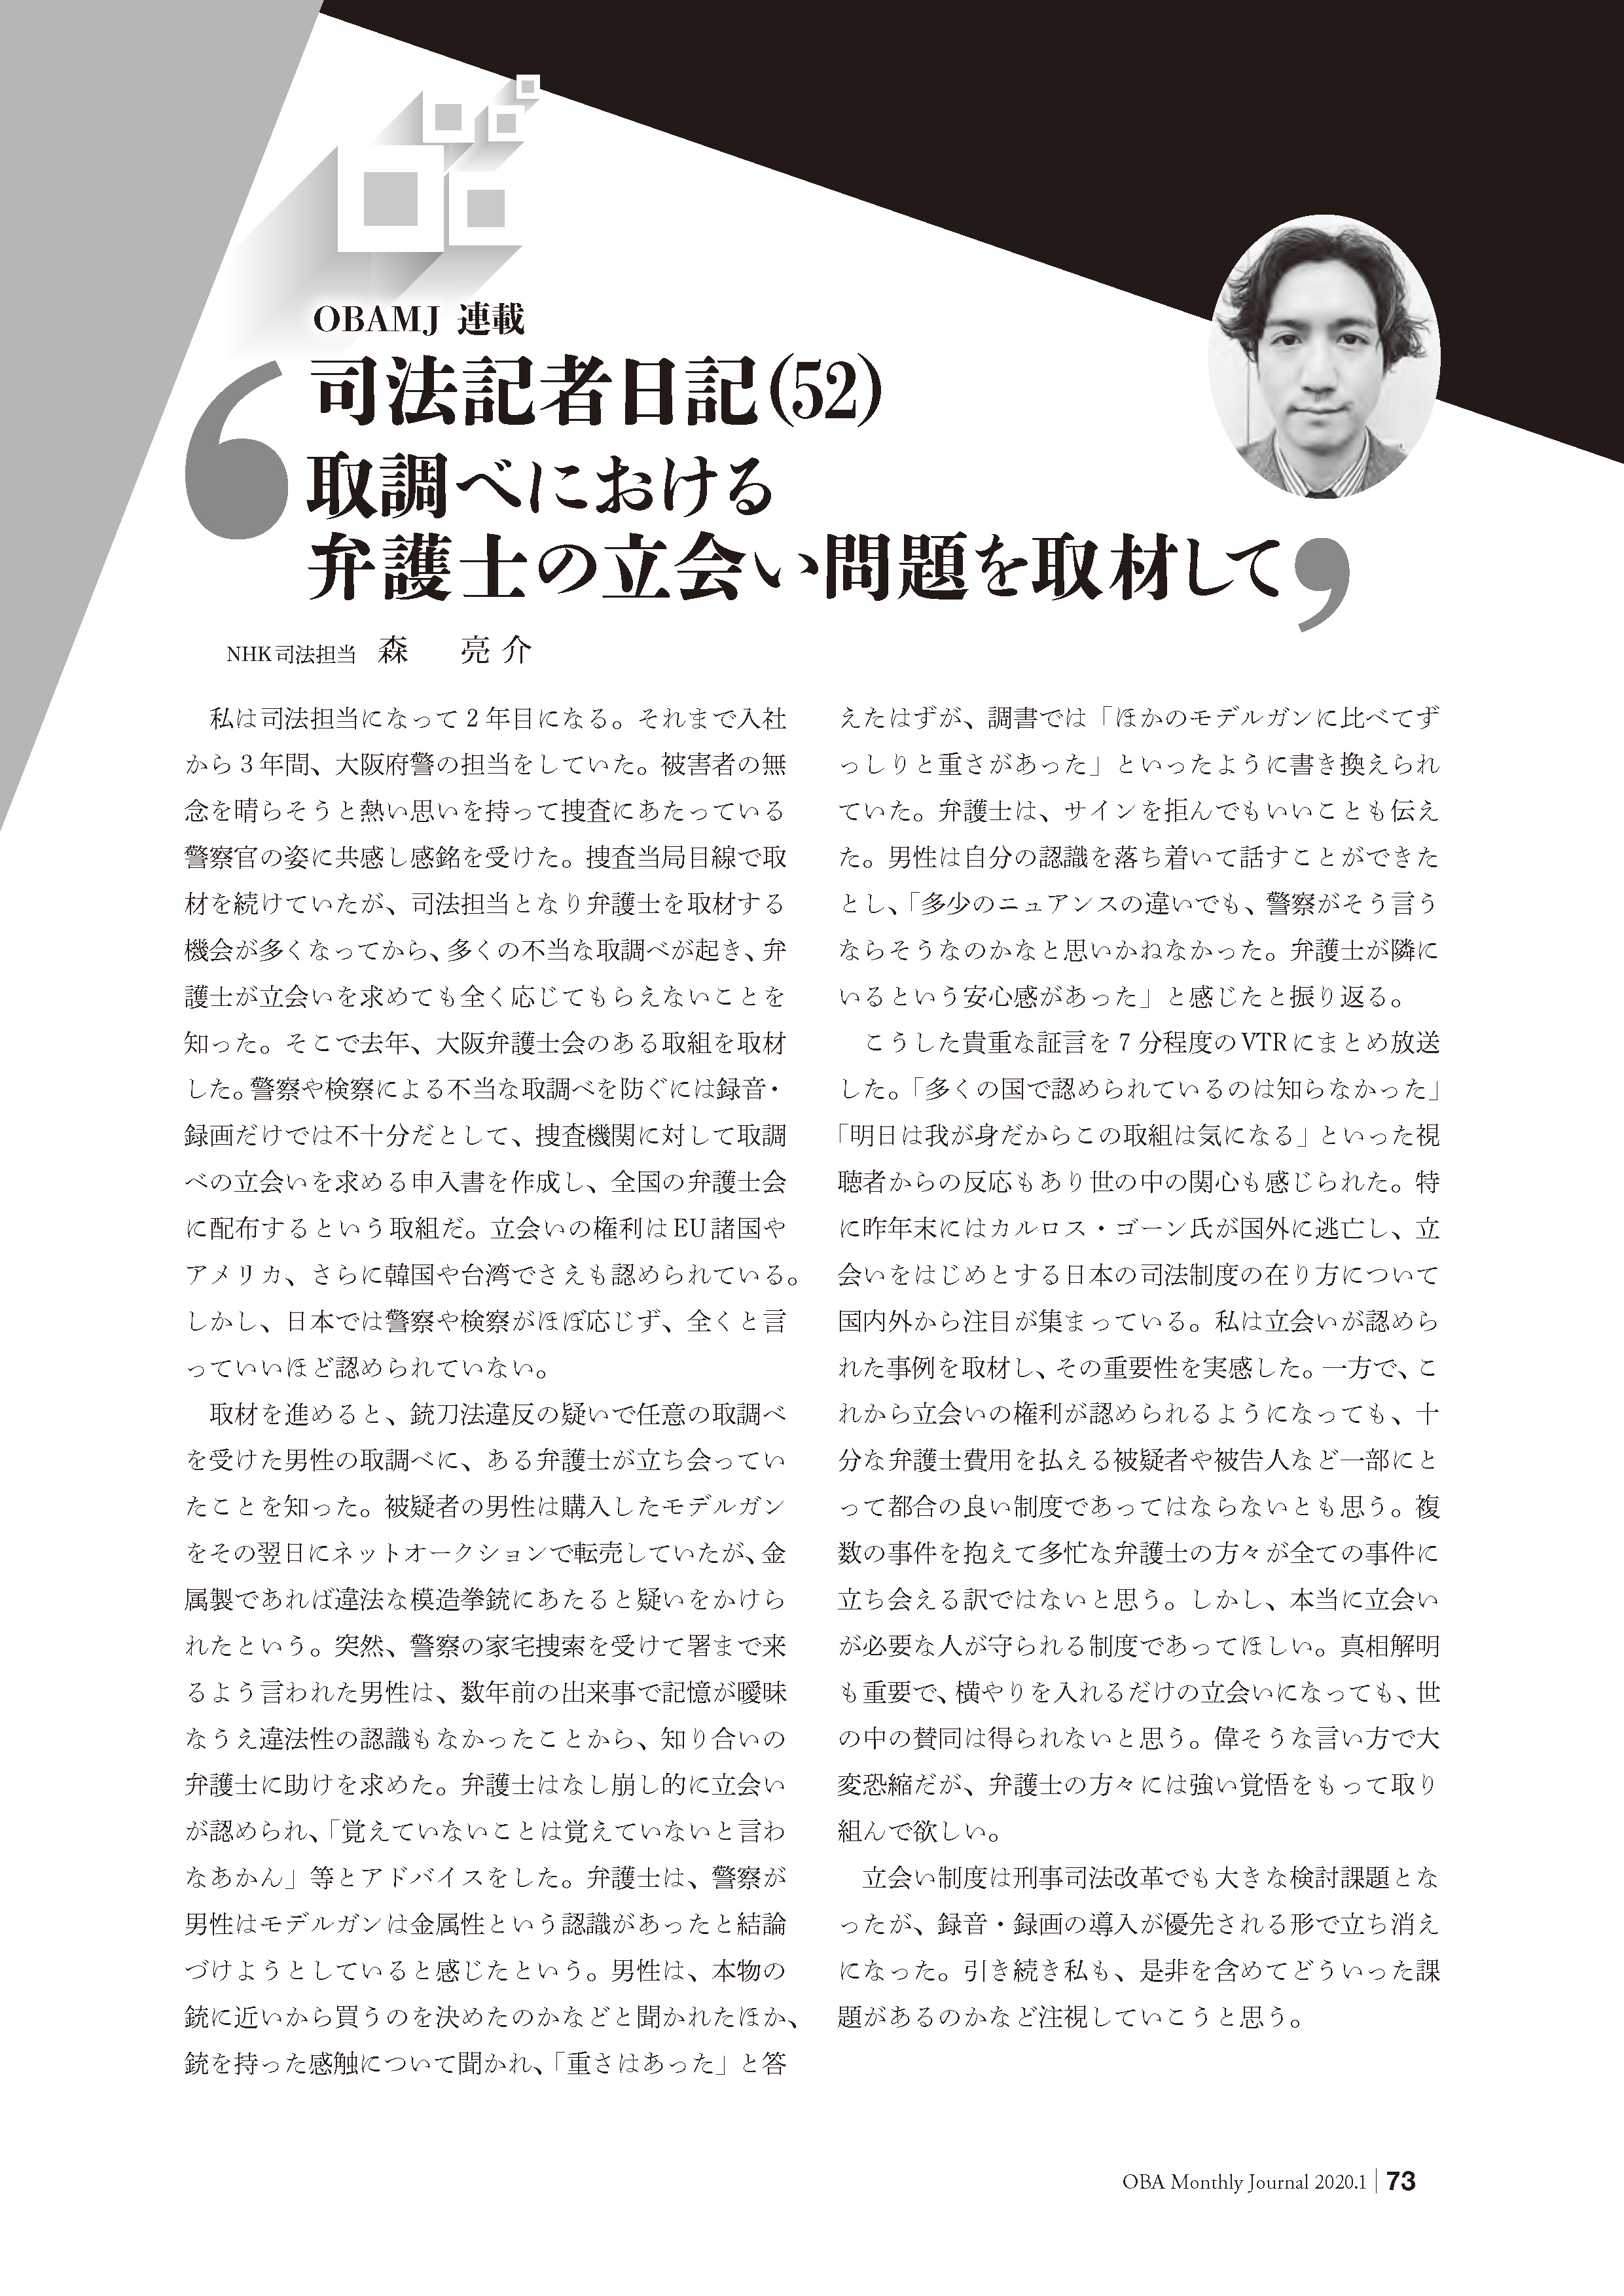 OBAMJ 連載
司法記者日記(52)
取調べにおける
弁護士の立会い問題を取材して
NHK司法担当 森 亮介
私は司法担当になって2年目になる。それまで入社
から3年間、大阪府警の担当をしていた。被害者の無
念を晴らそうと熱い思いを持って捜査にあたっている
警察官の姿に共感し感銘を受けた。捜査当局目線で取
材を続けていたが、司法担当となり弁護士を取材する
機会が多くなってから、多くの不当な取調べが起き、弁
護士が立会いを求めても全く応じてもらえないことを
知った。そこで去年、大阪弁護士会のある取組を取材
した。警察や検察による不当な取調べを防ぐには録音・
録画だけでは不十分だとして、捜査機関に対して取調
べの立会いを求める申入書を作成し、全国の弁護士会
に配布するという取組だ。立会いの権利はEU諸国や
アメリカ、さらに韓国や台湾でさえも認められている。
しかし、日本では警察や検察がほぼ応じず、全くと言
っていいほど認められていない。
取材を進めると、銃刀法違反の疑いで任意の取調べ
を受けた男性の取調べに、ある弁護士が立ち会ってい
たことを知った。被疑者の男性は購入したモデルガン
をその翌日にネットオークションで転売していたが、金
属製であれば違法な模造拳銃にあたると疑いをかけら
れたという。突然、警察の家宅捜索を受けて署まで来
るよう言われた男性は、数年前の出来事で記憶が曖昧
なうえ違法性の認識もなかったことから、知り合いの
弁護士に助けを求めた。弁護士はなし崩し的に立会い
が認められ、「覚えていないことは覚えていないと言わ
なあかん」等とアドバイスをした。弁護士は、警察が
男性はモデルガンは金属性という認識があったと結論
づけようとしていると感じたという。男性は、本物の
銃に近いから買うのを決めたのかなどと聞かれたほか、
銃を持った感触について聞かれ、「重さはあった」と答
えたはずが、調書では「ほかのモデルガンに比べてず
っしりと重さがあった」といったように書き換えられ
ていた。弁護士は、サインを拒んでもいいことも伝え
た。男性は自分の認識を落ち着いて話すことができた
とし、「多少のニュアンスの違いでも、警察がそう言う
ならそうなのかなと思いかねなかった。弁護士が隣に
いるという安心感があった」と感じたと振り返る。
こうした貴重な証言を7分程度のVTRにまとめ放送
した。「多くの国で認められているのは知らなかった」
「明日は我が身だからこの取組は気になる」といった視
聴者からの反応もあり世の中の関心も感じられた。特
に昨年末にはカルロス・ゴーン氏が国外に逃亡し、立
会いをはじめとする日本の司法制度の在り方について
国内外から注目が集まっている。私は立会いが認めら
れた事例を取材し、その重要性を実感した。一方で、こ
れから立会いの権利が認められるようになっても、十
分な弁護士費用を払える被疑者や被告人など一部にと
って都合の良い制度であってはならないとも思う。複
数の事件を抱えて多忙な弁護士の方々が全ての事件に
立ち会える訳ではないと思う。しかし、本当に立会い
が必要な人が守られる制度であってほしい。真相解明
も重要で、横やりを入れるだけの立会いになっても、世
の中の賛同は得られないと思う。偉そうな言い方で大
変恐縮だが、弁護士の方々には強い覚悟をもって取り
組んで欲しい。
立会い制度は刑事司法改革でも大きな検討課題とな
ったが、録音・録画の導入が優先される形で立ち消え
になった。引き続き私も、是非を含めてどういった課
題があるのかなど注視していこうと思う。
OBA Monthly Journal 2020.1 73